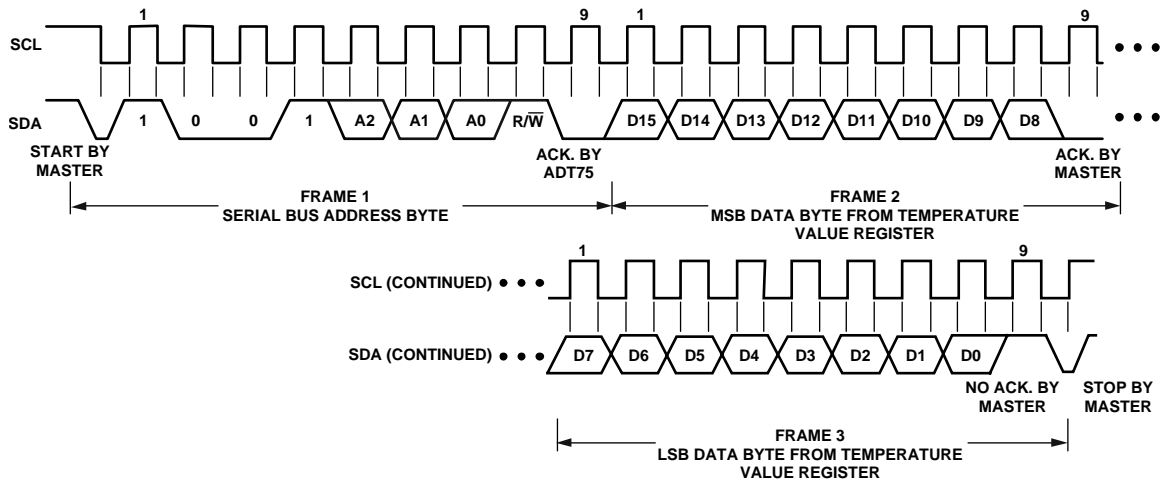 1 9 1 9
SCL
SDA 1 0 0 1 A2 A1 A0 R/W̅ D15 D14 D13 D12 D11 D10 D9 D8
START BY
MASTER
ACK. BY
ADT75
ACK. BY
MASTER
FRAME 1
SERIAL BUS ADDRESS BYTE
FRAME 2
MSB DATA BYTE FROM TEMPERATURE
VALUE REGISTER
1 9
SCL (CONTINUED)
SDA (CONTINUED) D7 D6 D5 D4 D3 D2 D1 D0
NO ACK. BY
MASTER
STOP BY
MASTER
FRAME 3
LSB DATA BYTE FROM TEMPERATURE
VALUE REGISTER